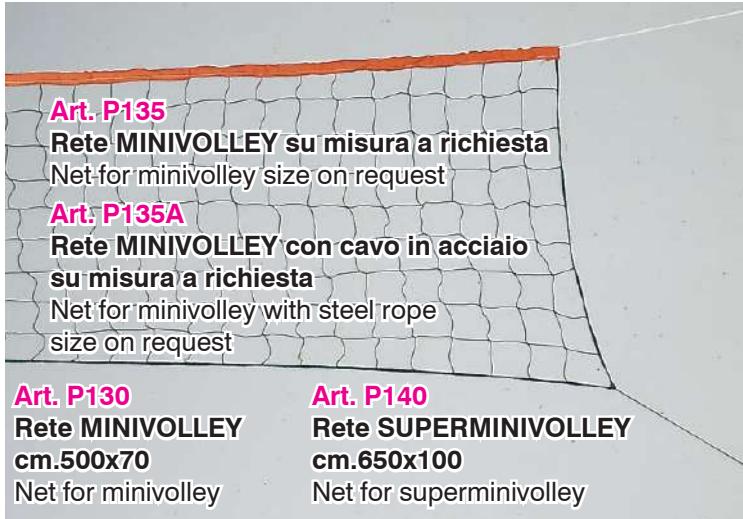 Art. P135
Rete MINIVOLLEY su misura a richiesta
Net for minivolley size on request
Art. P135A
Rete MINIVOLLEY con cavo in acciaio
su misura a richiesta
Net for minivolley with steel rope
size on request
Art. P130
Rete MINIVOLLEY
cm.500x70
Net for minivolley
Art. P140
Rete SUPERMINIVOLLEY
cm.650x100
Net for superminivolley